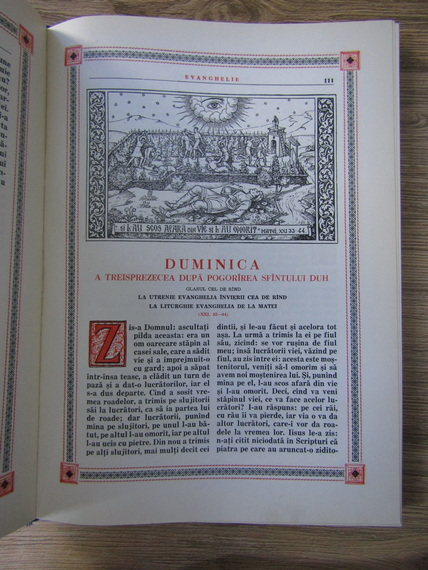 EVANGHELIE
111
și L-AU SCOS AFARĂ DIN VIE și L-AU OMORÎT MATEI, XXI 33-44
DUMINICA
A TREISPREZECEA DUPĂ POGORÎREA SFÎNTULUI DUH
GLASUL CEL DE RÎND
LA UTRENIE EVANGHELIA ÎNVIERII CEA DE RÎND
LA LITURGHIE EVANGHELIA DE LA MATEI
Zis-a Domnul: ascultați
pilda aceasta: era un
om oarecare stăpîn al
casei sale, care a sădit
vie și a împrejmuit-o
cu gard; apoi a săpat
într-însa teasc, a clădit un turn de
pază și a dat-o lucrătorilor, iar el
s-a dus departe. Cînd a sosit vre-
mea roadelor, a trimis pe slujitorii
săi la lucrători, ca să ia partea lui
de roade; dar lucrătorii, punînd
mîna pe slujitori, pe unul l-au bă-
tut, pe altul l-au omorît, iar pe altul
l-au ucis cu pietre. Din nou a trimis
pe alți slujitori, mai mulți decît cei
dintîi, și le-au făcut și acelora tot
așa. La urmă a trimis la ei pe fiul
său, zicînd: se vor rușina de fiul
meu; însă lucrătorii viei, văzînd pe
fiul, au zis între ei: acesta este moș-
tenitorul, veniți să-l omorîm și să
avem noi moștenirea lui. Și, punînd
mîna pe el, l-au scos afară din vie
și l-au omorît. Deci, cînd va veni
stăpînul viei, ce va face acelor lu-
crători? I-au răspuns: pe cei răi,
cu rău îi va pierde, iar via o va da
altor lucrători, care-i vor da roa-
dele la vremea lor. Iisus le-a zis:
n-ați citit niciodată în Scripturi că
piatra pe care au aruncat-o zidito-